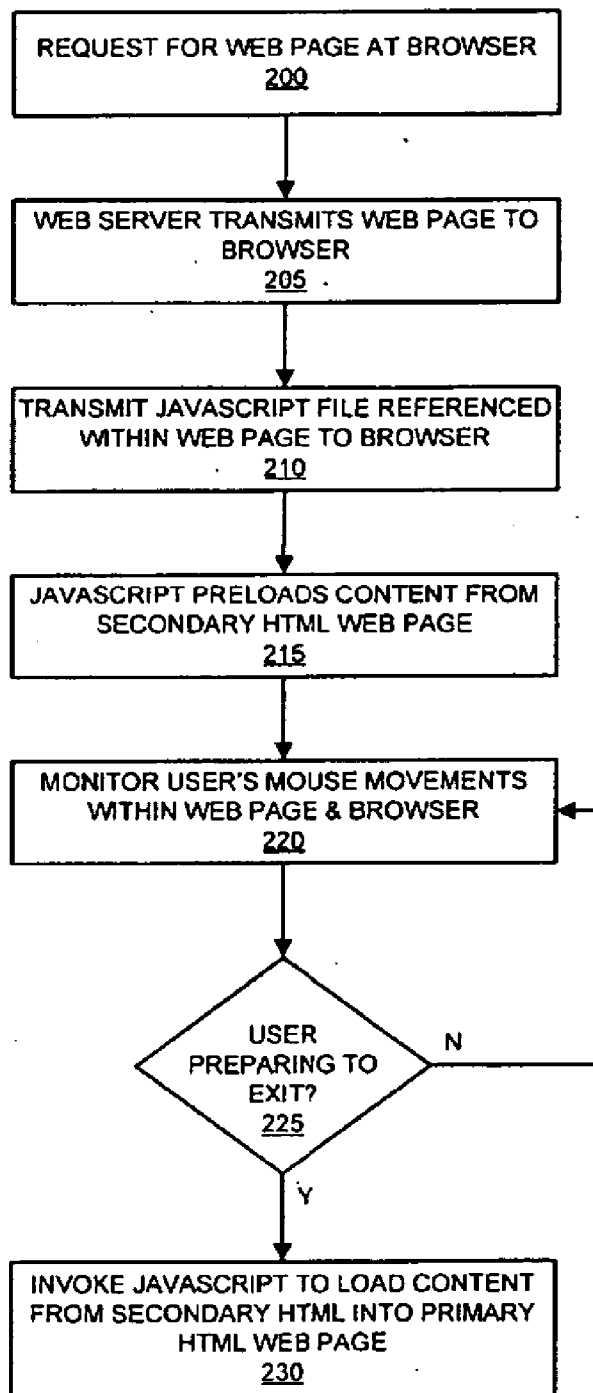 REQUEST FOR WEB PAGE AT BROWSER
200
WEB SERVER TRANSMITS WEB PAGE TO
BROWSER
205
TRANSMIT JAVASCRIPT FILE REFERENCED
WITHIN WEB PAGE TO BROWSER
210
JAVASCRIPT PRELOADS CONTENT FROM
SECONDARY HTML WEB PAGE
215
MONITOR USER'S MOUSE MOVEMENTS
WITHIN WEB PAGE & BROWSER
220
USER
PREPARING TO
EXIT?
225
N
Y
INVOKE JAVASCRIPT TO LOAD CONTENT
FROM SECONDARY HTML INTO PRIMARY
HTML WEB PAGE
230